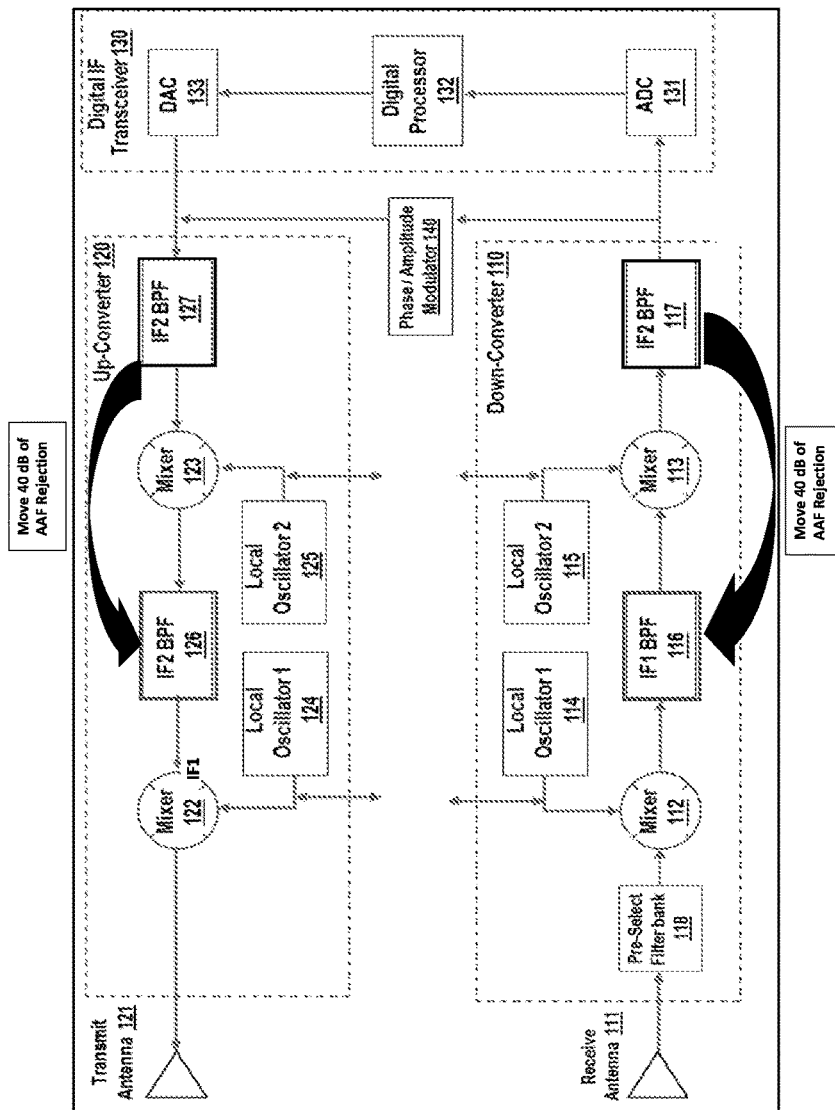 Move 40 dB of
AAF Rejection
Transmit
Antenna 121
Mixer
122
IF1
IF2 BPF
126
Mixer
123
IF2 BPF
127
Up-Converter 120
Local
Oscillator 1
124
Local
Oscillator 2
125
Digital IF
Transceiver 130
DAC
133
Digital
Processor
132
ADC
131
Phase / Amplitude
Modulator 140
Down-Converter 110
Local
Oscillator 1
114
Local
Oscillator 2
115
Receive
Antenna 111
Pre-Select
Filter bank
118
Mixer
112
IF1 BPF
116
Mixer
113
IF2 BPF
117
Move 40 dB of
AAF Rejection